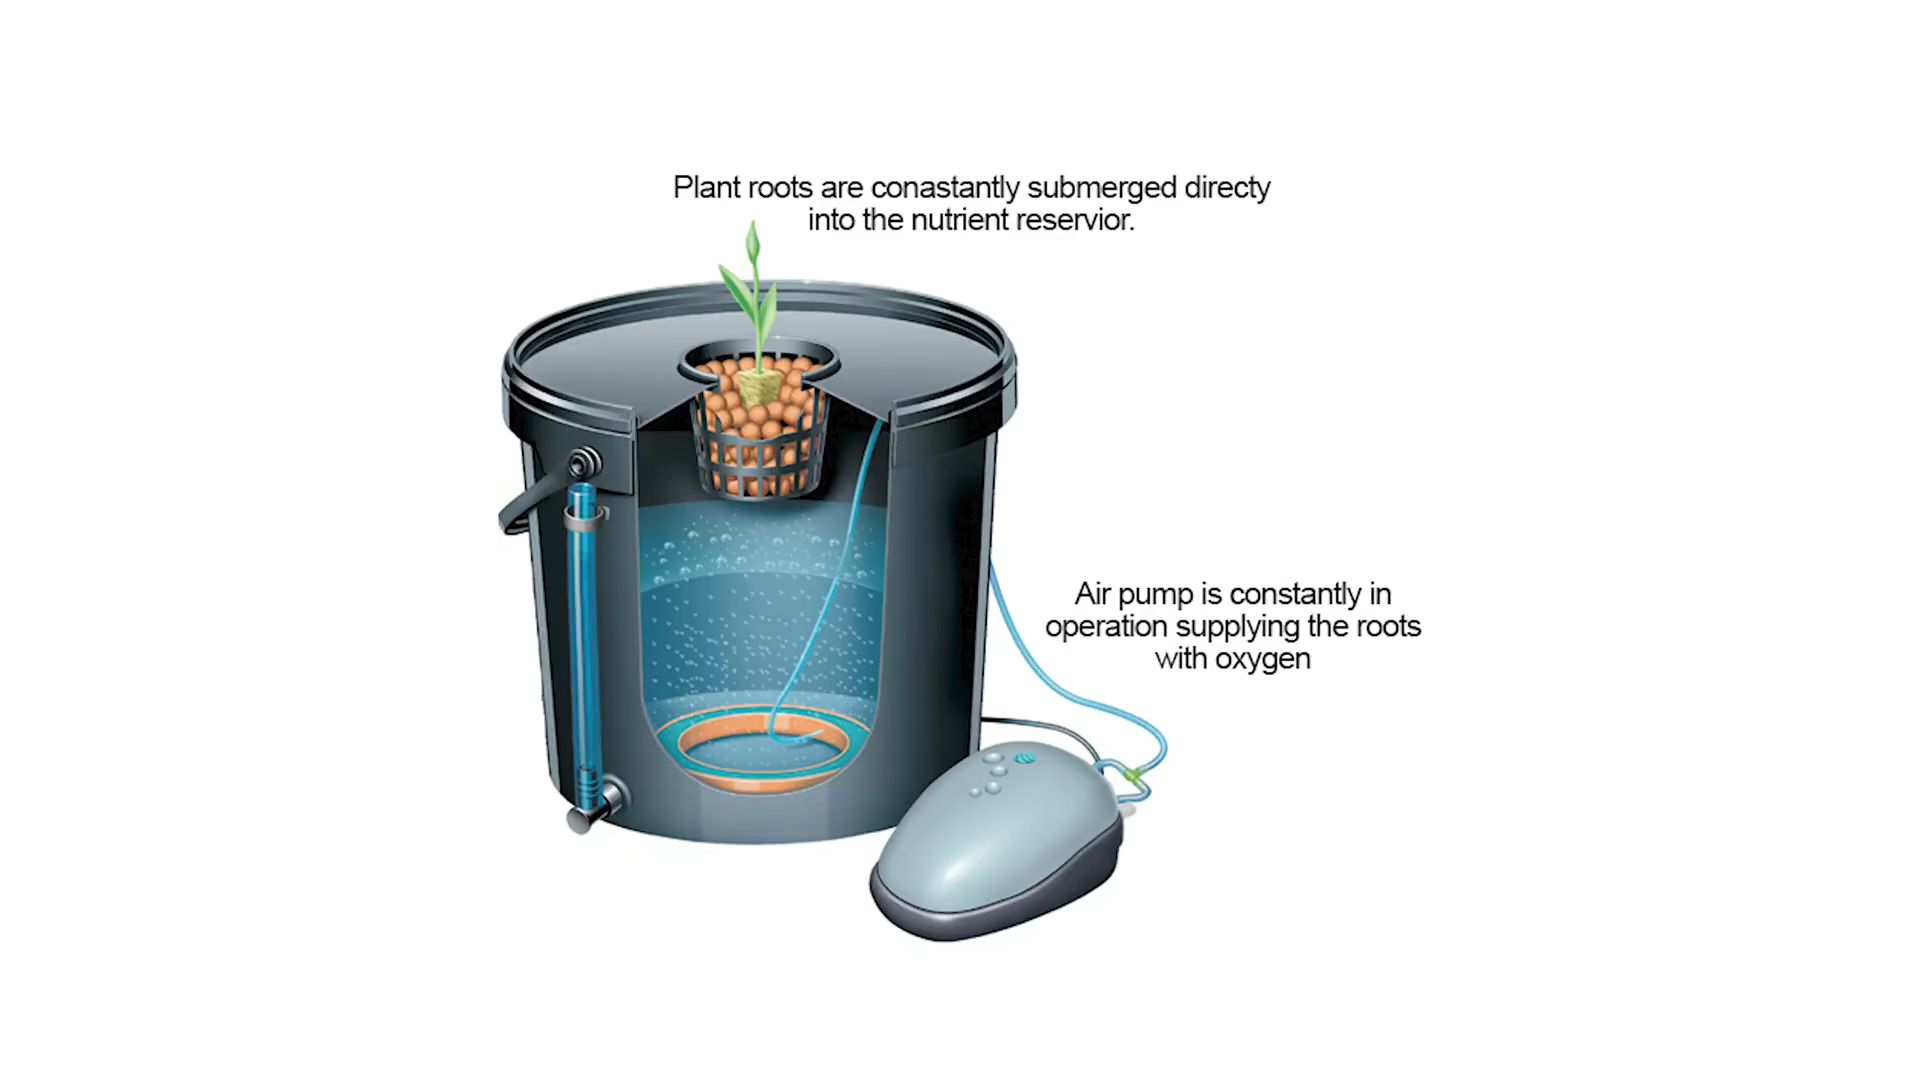 Plant roots are conastantly submerged directy
into the nutrient reservior.
Air pump is constantly in
operation supplying the roots
with oxygen